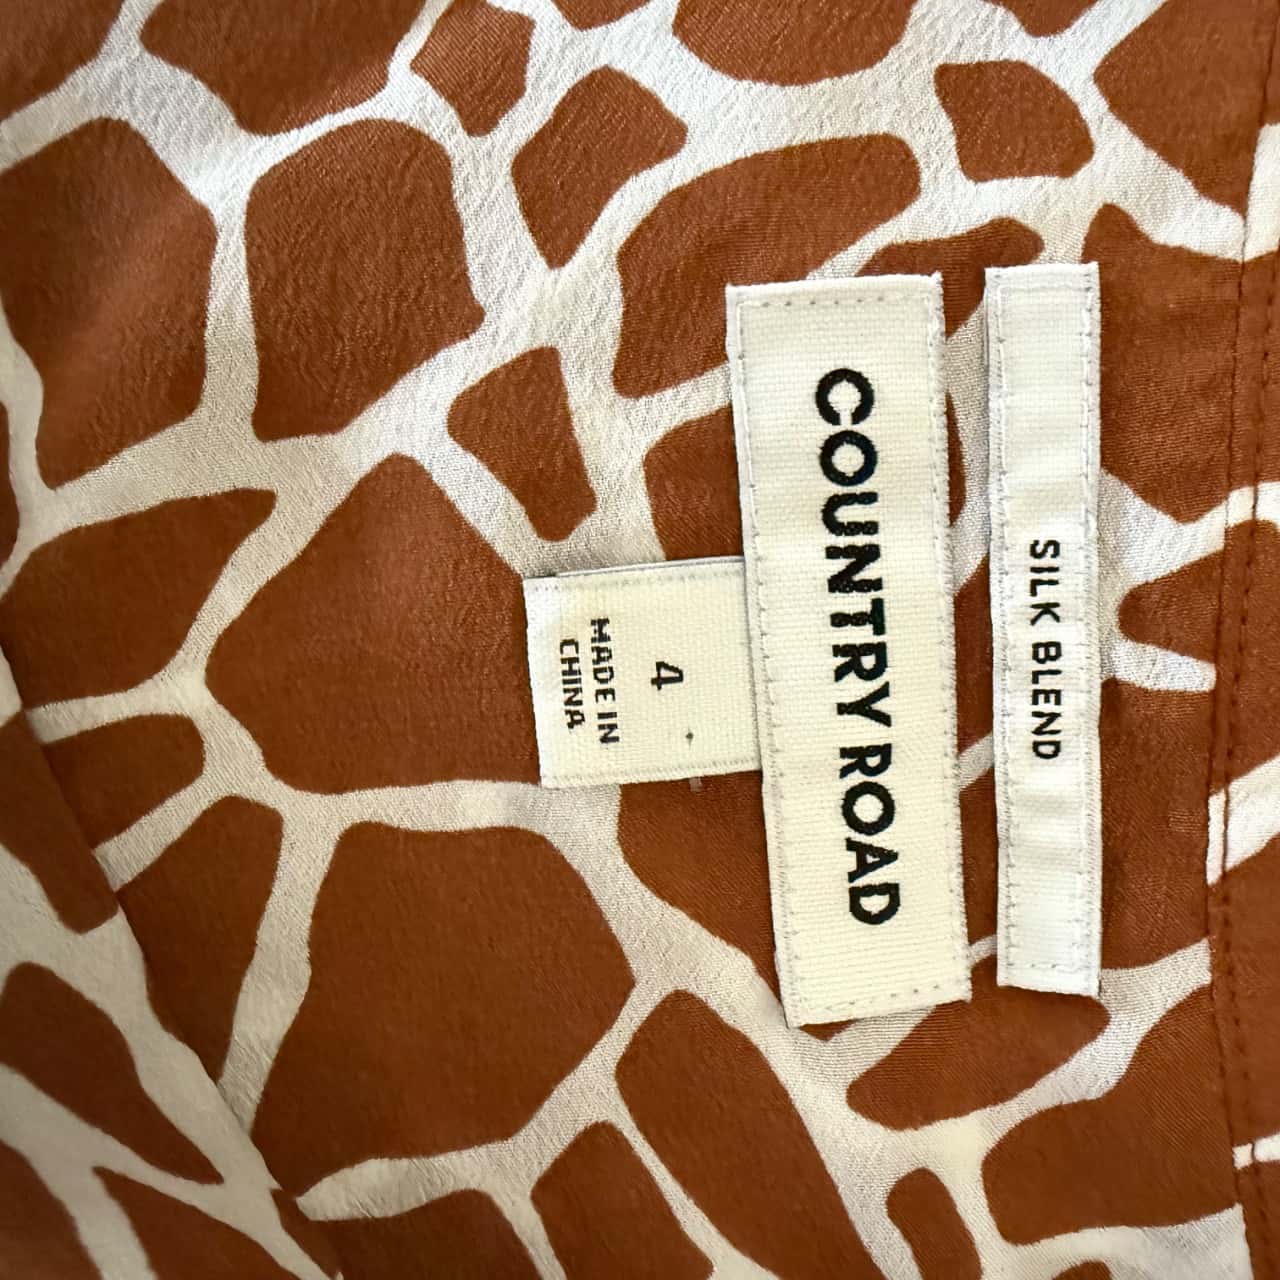 SILK BLEND
COUNTRY ROAD
4
MADE IN
CHINA